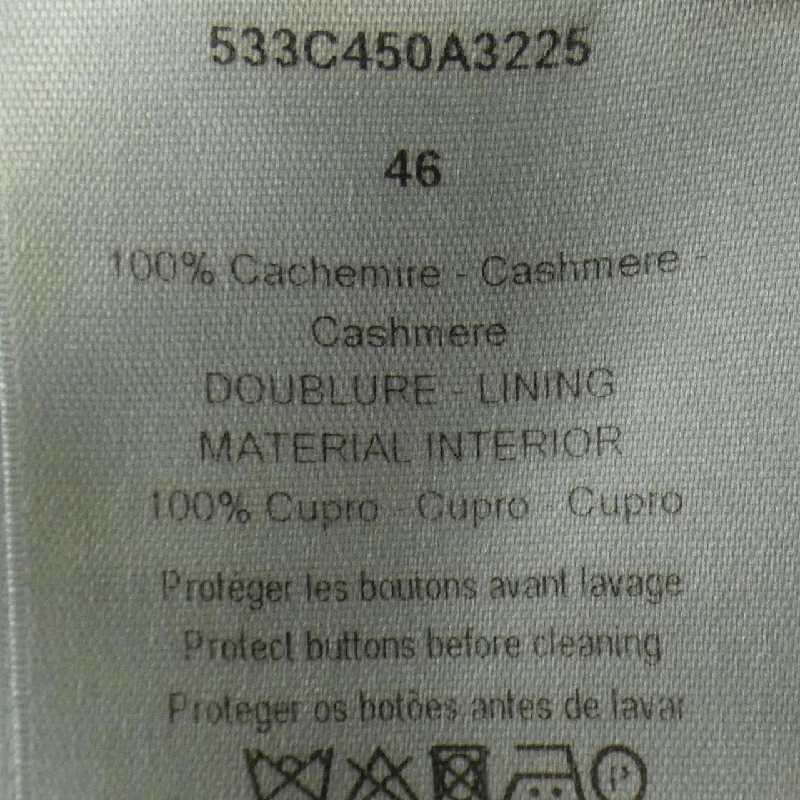 533C450A3225
46
100% Cachemire - Cashmere -
Cashmere
DOUBLURE - LINING
MATERIAL INTERIOR
100% Cupro - Cupro - Cupro
Protéger les boutons avant lavage
Protect buttons before cleaning
Proteger os botões antes de lavar
P